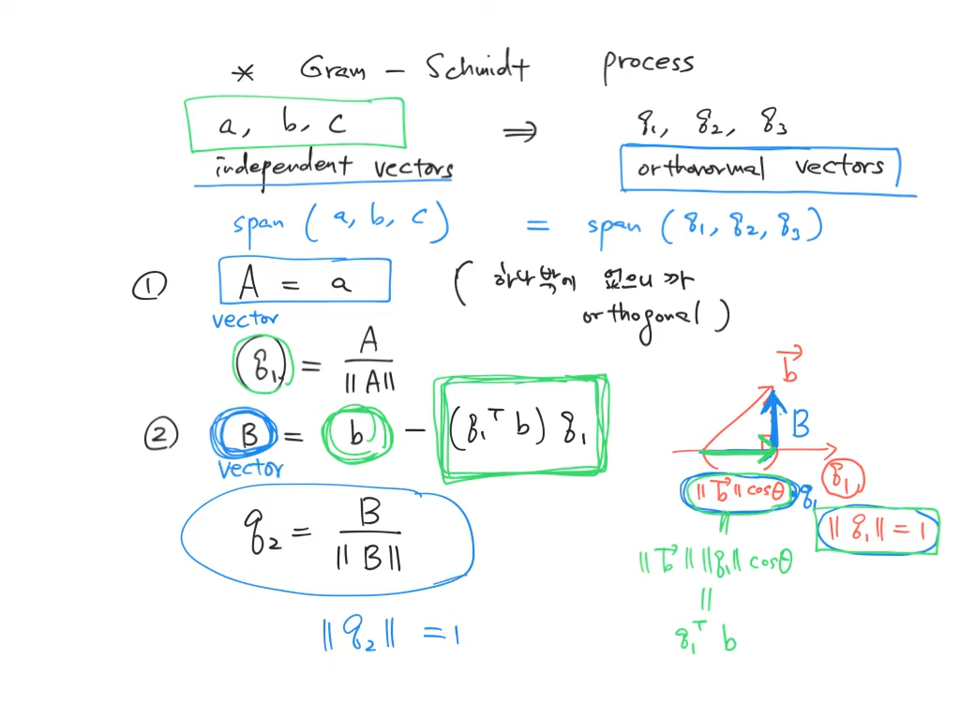 * Gram - Schmidt process
a, b, c ⇒ q₁, q₂, q₃
independent vectors orthonormal vectors
span (a, b, c) = span (q₁, q₂, q₃)
① A = a (하나밖에 없으니까
vector orthogonal)
q₁ = A / ||A||
② B = b - (q₁ᵀ b) q₁
vector
q₂ = B / ||B||
||q₂|| = 1
b⃗
B
q₁
||b⃗|| cosθ q₁
||q₁|| = 1
||
||b⃗|| ||q₁|| cosθ
||
q₁ᵀ b